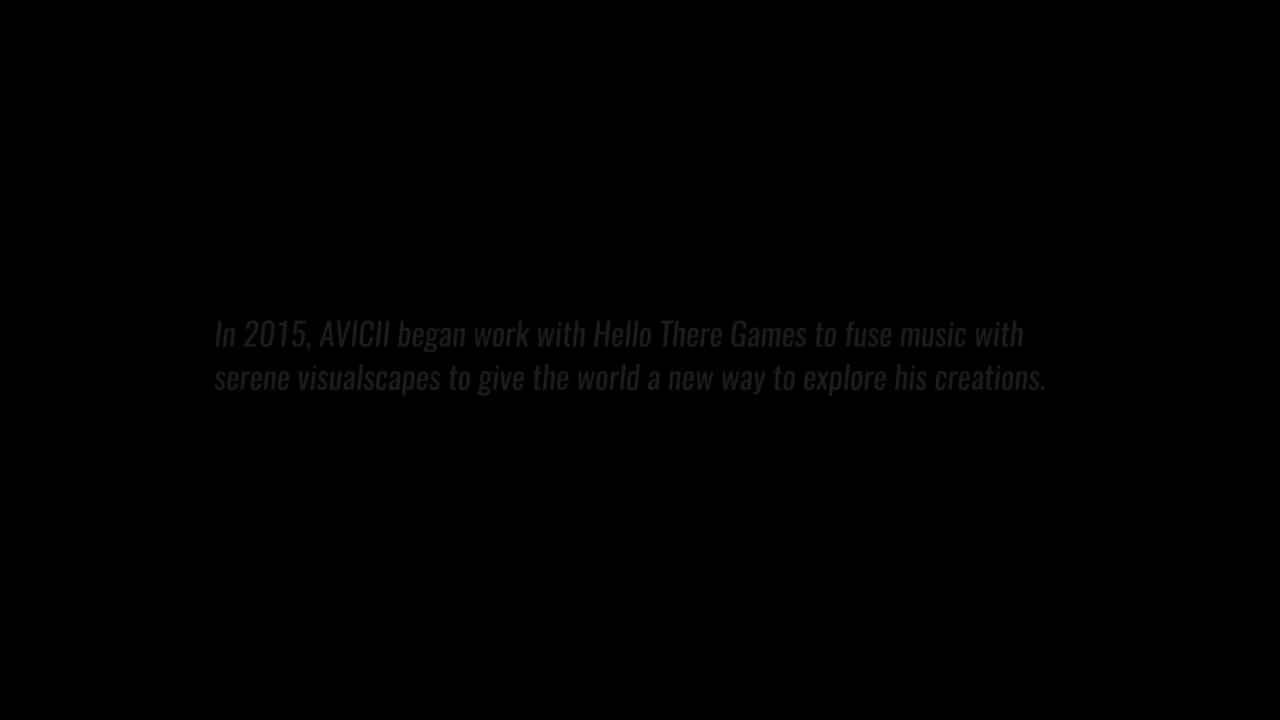 In 2015, AVICII began work with Hello There Games to fuse music with
serene visualscapes to give the world a new way to explore his creations.